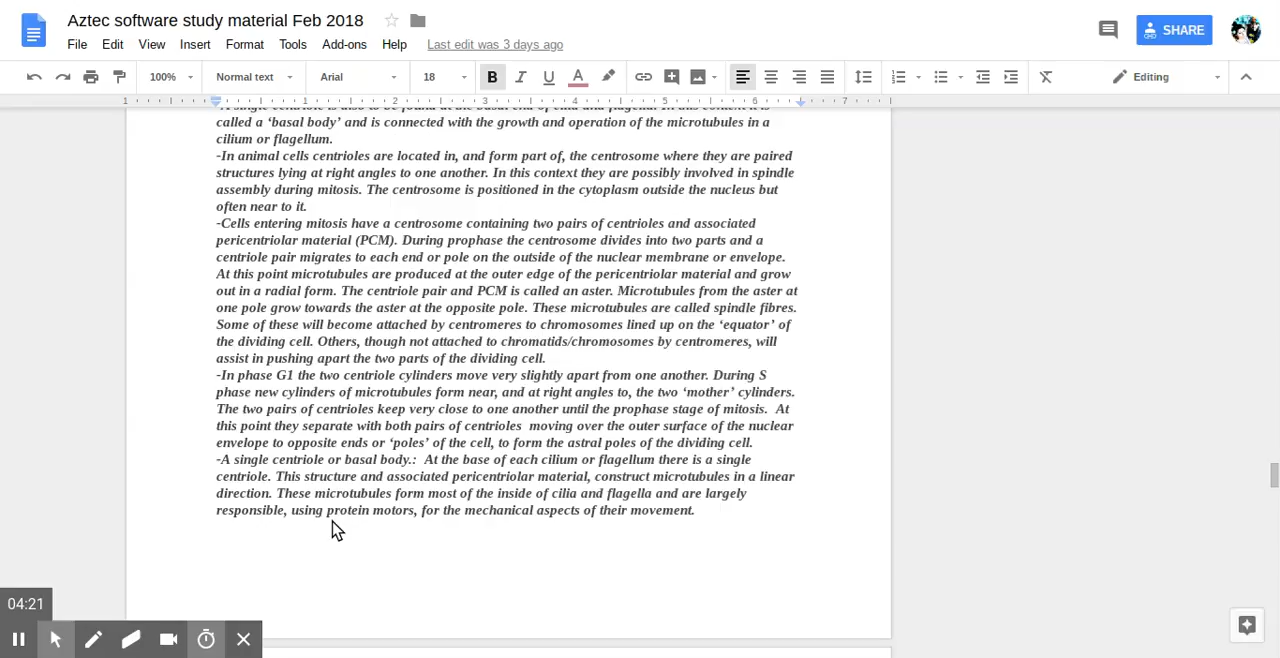 Aztec software study material Feb 2018
File Edit View Insert Format Tools Add-ons Help Last edit was 3 days ago
SHARE
100% Normal text Arial 18 B I U A Editing
1 1 2 3 4 5 6 7
called a ‘basal body’ and is connected with the growth and operation of the microtubules in a
cilium or flagellum.
-In animal cells centrioles are located in, and form part of, the centrosome where they are paired
structures lying at right angles to one another. In this context they are possibly involved in spindle
assembly during mitosis. The centrosome is positioned in the cytoplasm outside the nucleus but
often near to it.
-Cells entering mitosis have a centrosome containing two pairs of centrioles and associated
pericentriolar material (PCM). During prophase the centrosome divides into two parts and a
centriole pair migrates to each end or pole on the outside of the nuclear membrane or envelope.
At this point microtubules are produced at the outer edge of the pericentriolar material and grow
out in a radial form. The centriole pair and PCM is called an aster. Microtubules from the aster at
one pole grow towards the aster at the opposite pole. These microtubules are called spindle fibres.
Some of these will become attached by centromeres to chromosomes lined up on the ‘equator’ of
the dividing cell. Others, though not attached to chromatids/chromosomes by centromeres, will
assist in pushing apart the two parts of the dividing cell.
-In phase G1 the two centriole cylinders move very slightly apart from one another. During S
phase new cylinders of microtubules form near, and at right angles to, the two ‘mother’ cylinders.
The two pairs of centrioles keep very close to one another until the prophase stage of mitosis.  At
this point they separate with both pairs of centrioles  moving over the outer surface of the nuclear
envelope to opposite ends or ‘poles’ of the cell, to form the astral poles of the dividing cell.
-A single centriole or basal body.:  At the base of each cilium or flagellum there is a single
centriole. This structure and associated pericentriolar material, construct microtubules in a linear
direction. These microtubules form most of the inside of cilia and flagella and are largely
responsible, using protein motors, for the mechanical aspects of their movement.
04:21